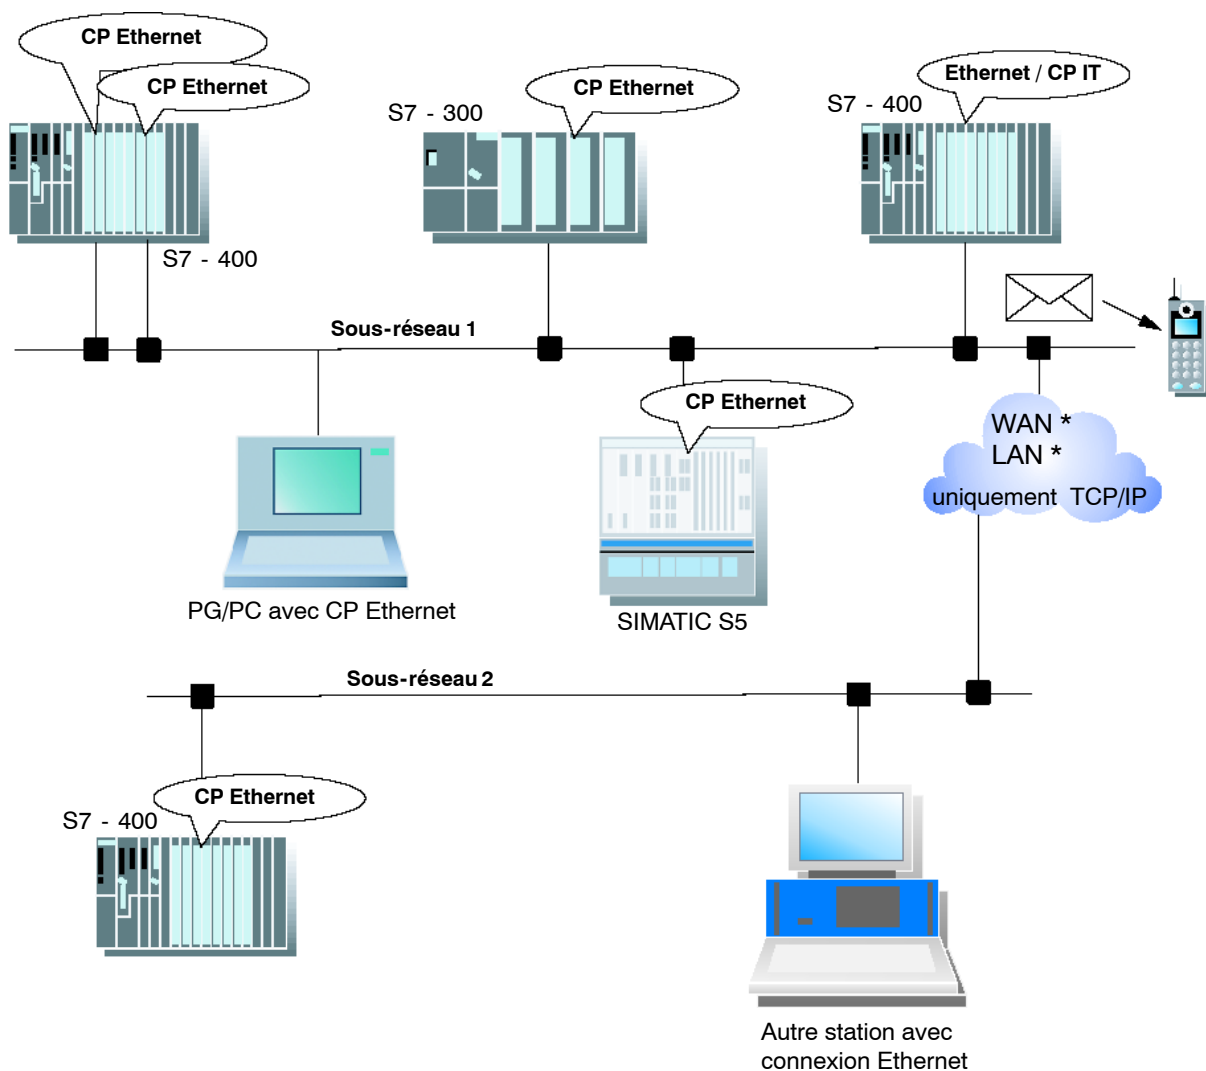 CP Ethernet
CP Ethernet
CP Ethernet
Ethernet / CP IT
S7 - 300
S7 - 400
S7 - 400
Sous-réseau 1
CP Ethernet
WAN *
LAN *
uniquement TCP/IP
PG/PC avec CP Ethernet
SIMATIC S5
Sous-réseau 2
CP Ethernet
S7 - 400
Autre station avec
connexion Ethernet